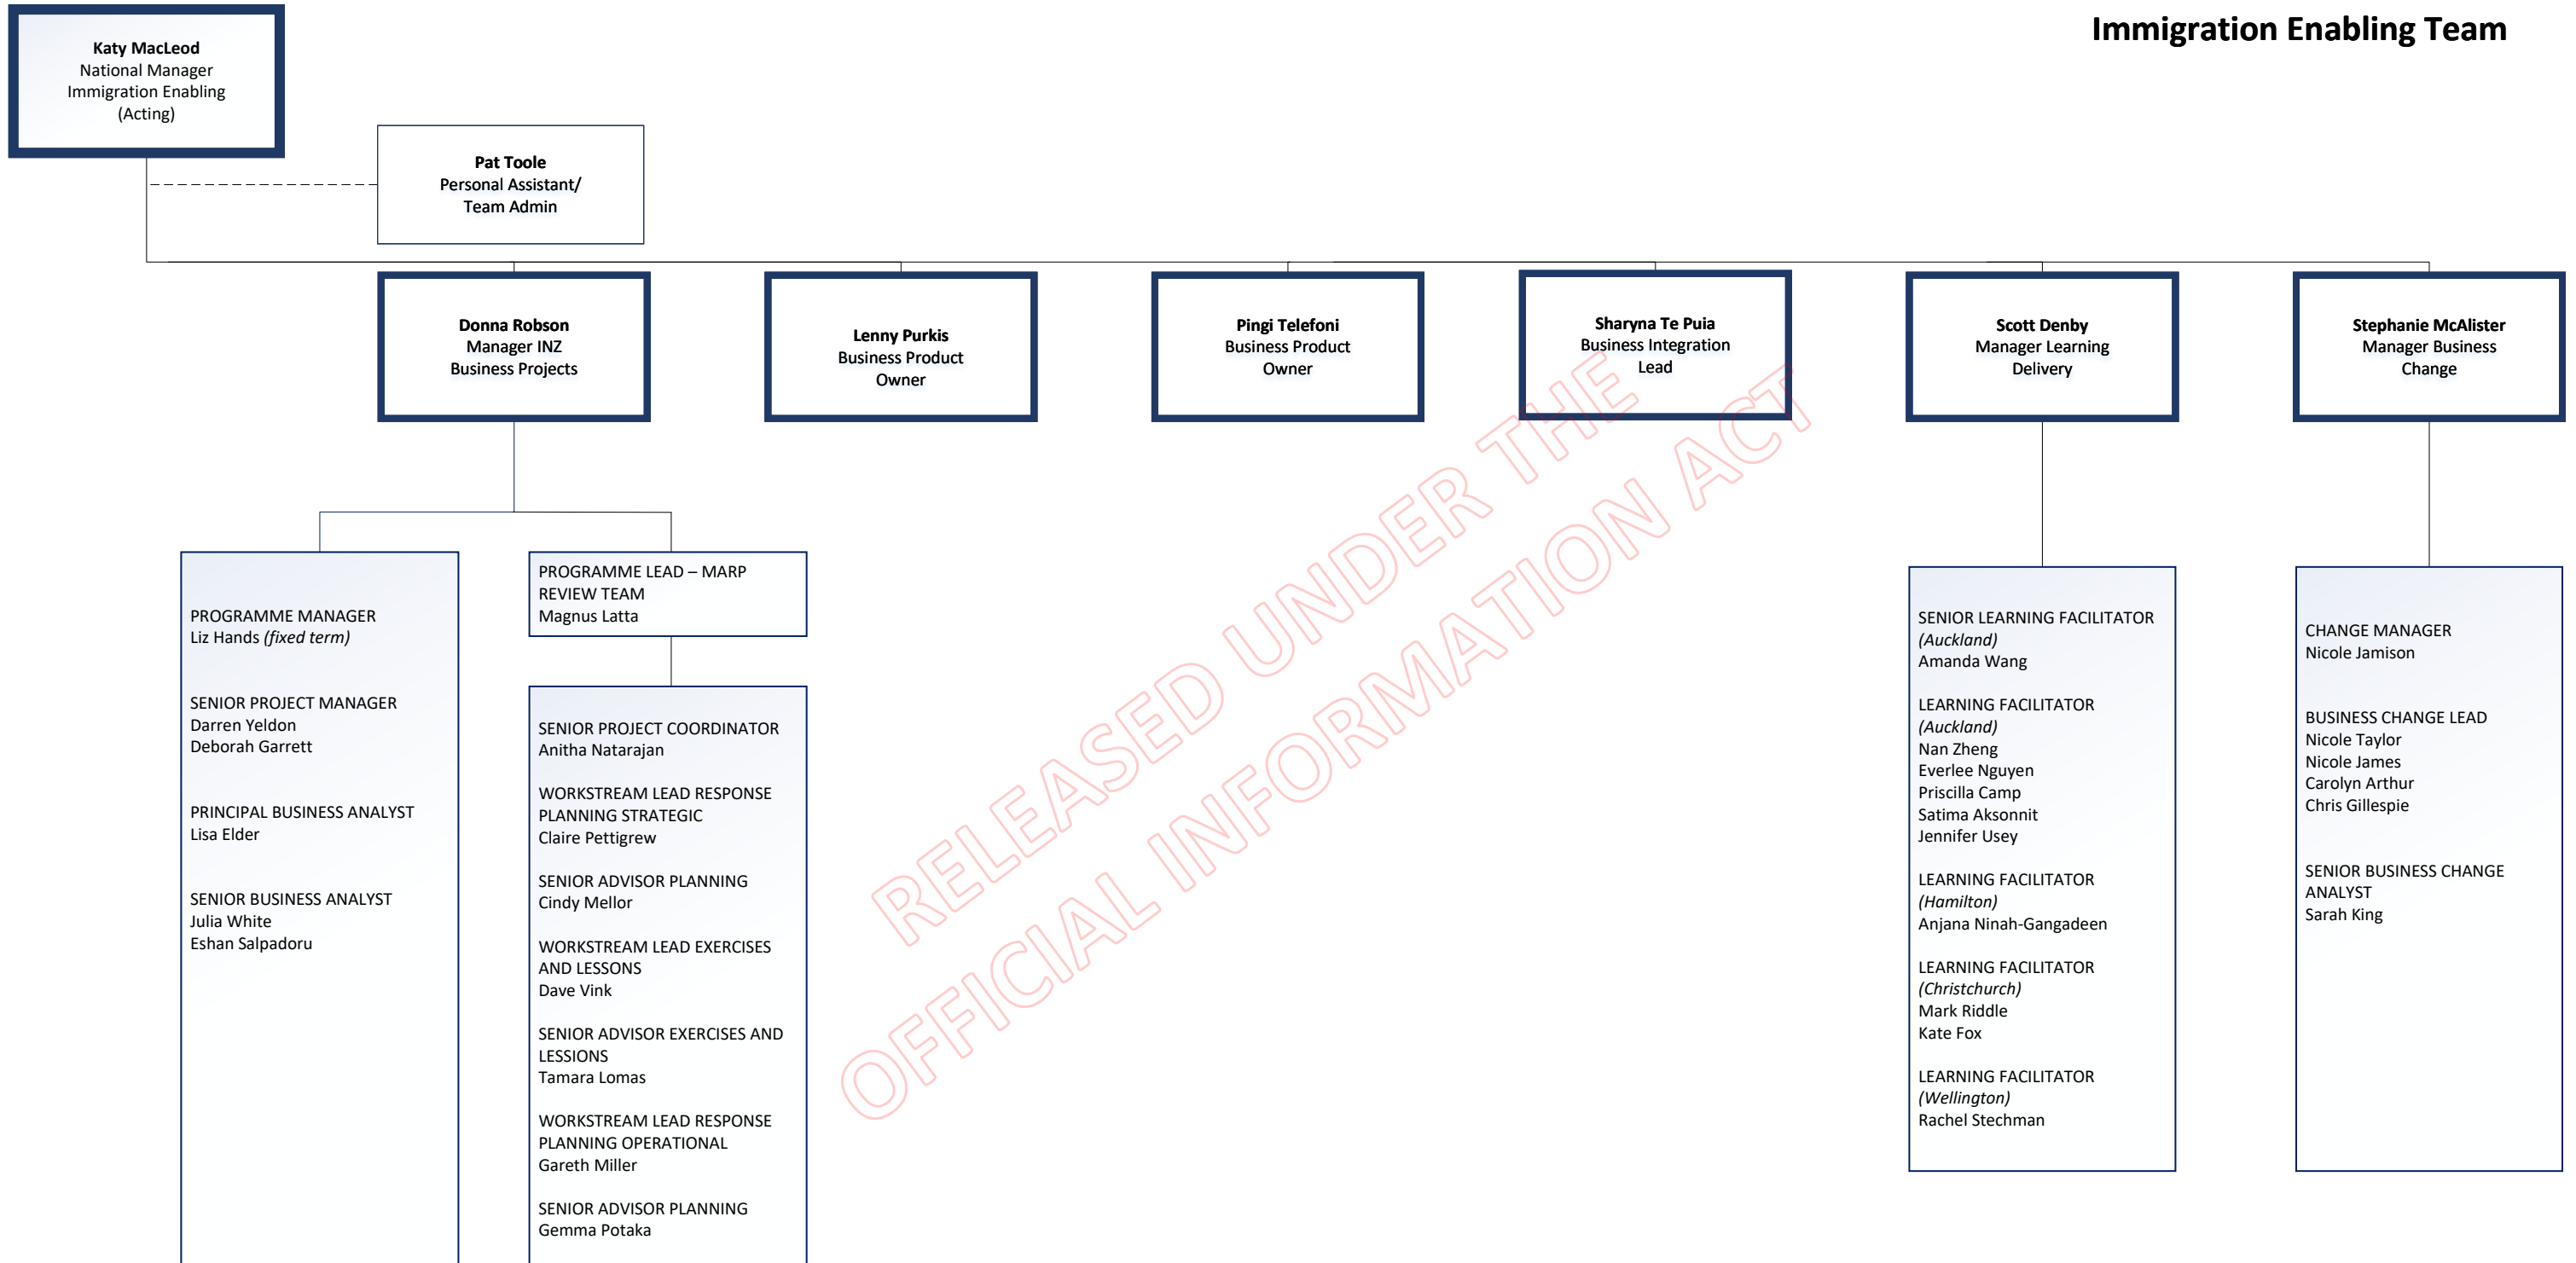 Immigration Enabling Team
Katy MacLeod
National Manager
Immigration Enabling
(Acting)
Pat Toole
Personal Assistant/
Team Admin
Donna Robson
Manager INZ
Business Projects
Lenny Purkis
Business Product
Owner
Pingi Telefoni
Business Product
Owner
Sharyna Te Puia
Business Integration
Lead
Scott Denby
Manager Learning
Delivery
Stephanie McAlister
Manager Business
Change
PROGRAMME MANAGER
Liz Hands (fixed term)
SENIOR PROJECT MANAGER
Darren Yeldon
Deborah Garrett
PRINCIPAL BUSINESS ANALYST
Lisa Elder
SENIOR BUSINESS ANALYST
Julia White
Eshan Salpadoru
PROGRAMME LEAD – MARP
REVIEW TEAM
Magnus Latta
SENIOR PROJECT COORDINATOR
Anitha Natarajan
WORKSTREAM LEAD RESPONSE
PLANNING STRATEGIC
Claire Pettigrew
SENIOR ADVISOR PLANNING
Cindy Mellor
WORKSTREAM LEAD EXERCISES
AND LESSONS
Dave Vink
SENIOR ADVISOR EXERCISES AND
LESSIONS
Tamara Lomas
WORKSTREAM LEAD RESPONSE
PLANNING OPERATIONAL
Gareth Miller
SENIOR ADVISOR PLANNING
Gemma Potaka
SENIOR LEARNING FACILITATOR
(Auckland)
Amanda Wang
LEARNING FACILITATOR
(Auckland)
Nan Zheng
Everlee Nguyen
Priscilla Camp
Satima Aksonnit
Jennifer Usey
LEARNING FACILITATOR
(Hamilton)
Anjana Ninah-Gangadeen
LEARNING FACILITATOR
(Christchurch)
Mark Riddle
Kate Fox
LEARNING FACILITATOR
(Wellington)
Rachel Stechman
CHANGE MANAGER
Nicole Jamison
BUSINESS CHANGE LEAD
Nicole Taylor
Nicole James
Carolyn Arthur
Chris Gillespie
SENIOR BUSINESS CHANGE
ANALYST
Sarah King
RELEASED UNDER THE
OFFICIAL INFORMATION ACT